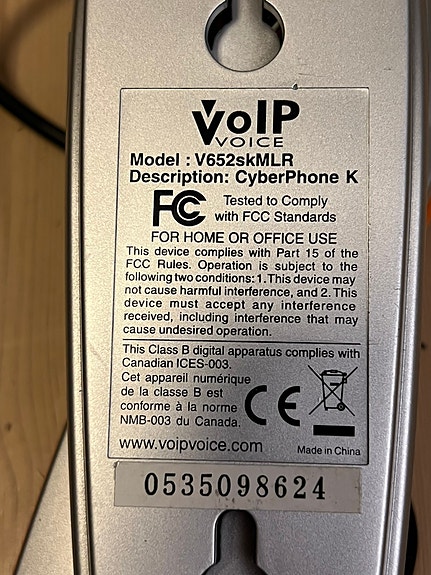 VoIP
VOICE
Model : V652skMLR
Description: CyberPhone K
FC Tested to Comply
with FCC Standards
FOR HOME OR OFFICE USE
This device complies with Part 15 of the
FCC Rules. Operation is subject to the
following two conditions: 1. This device may
not cause harmful interference, and 2. This
device must accept any interference
received, including interference that may
cause undesired operation.
This Class B digital apparatus complies with
Canadian ICES-003.
Cet appareil numérique
de la classe B est
conforme à la norme
NMB-003 du Canada.
CE
www.voipvoice.com
Made in China
0535098624